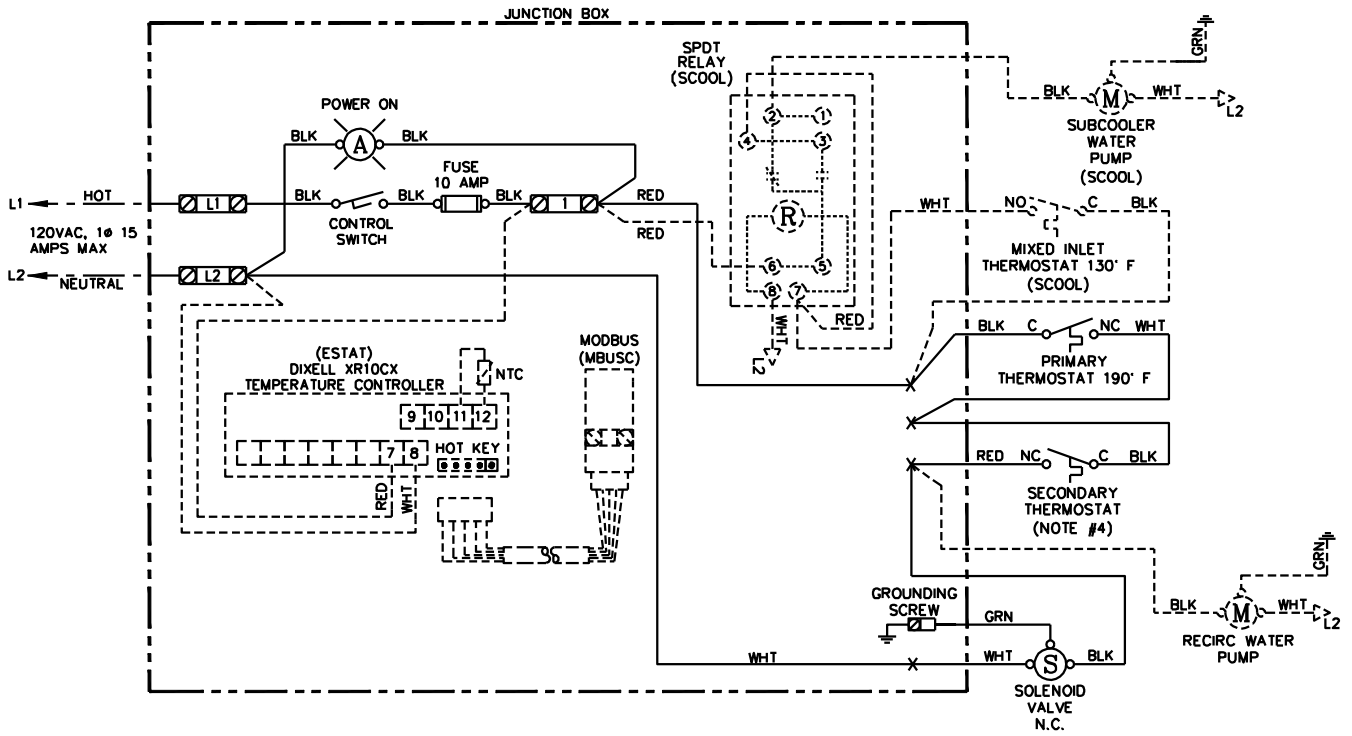 JUNCTION BOX
SPDT
RELAY
(SCOOL)
GRN
BLK
M
WHT
L2
SUBCOOLER
WATER
PUMP
(SCOOL)
POWER ON
BLK
A
BLK
2
1
4
3
FUSE
10 AMP
L1
HOT
L1
BLK
BLK
BLK
1
RED
CONTROL
SWITCH
R
WHT
NO
C
BLK
120VAC, 1ø 15
AMPS MAX
RED
MIXED INLET
THERMOSTAT 130° F
(SCOOL)
L2
NEUTRAL
L2
6
5
8
7
WHT
RED
L2
BLK
C
NC
WHT
PRIMARY
THERMOSTAT 190° F
(ESTAT)
DIXELL XR10CX
TEMPERATURE CONTROLLER
NTC
MODBUS
(MBUSC)
9
10
11
12
7
8
HOT KEY
RED
WHT
RED
NC
C
BLK
SECONDARY
THERMOSTAT
(NOTE #4)
GRN
BLK
M
WHT
L2
RECIRC WATER
PUMP
GROUNDING
SCREW
GRN
WHT
WHT
S
BLK
SOLENOID
VALVE
N.C.